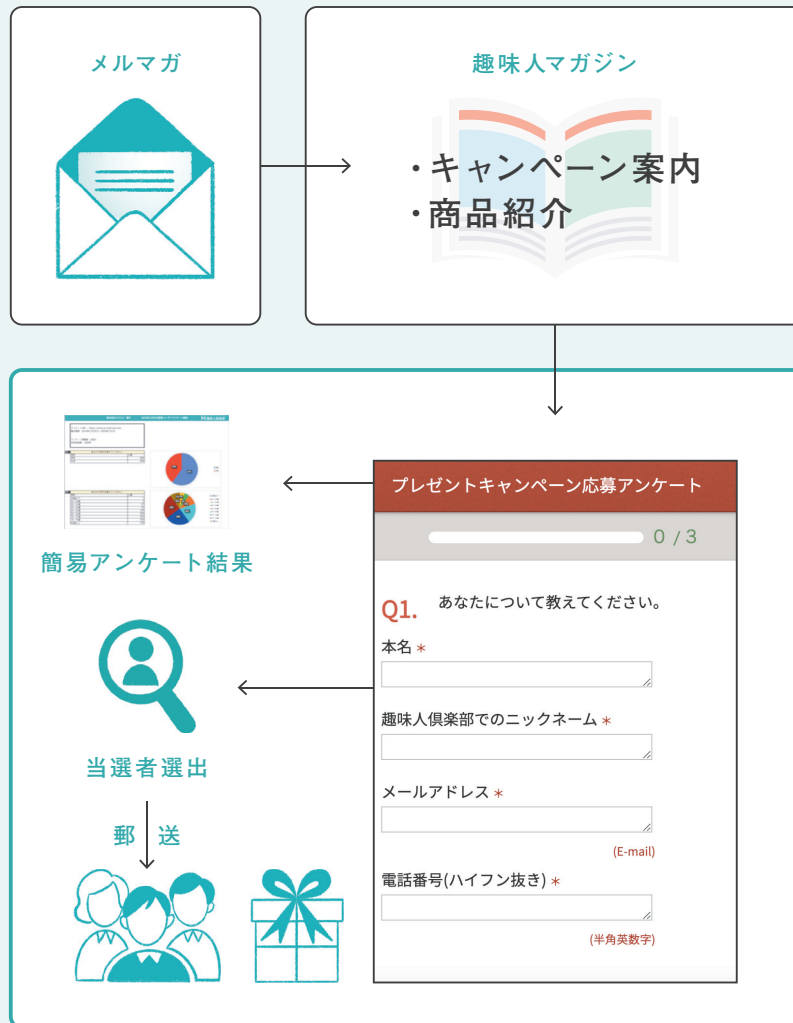 メルマガ
趣味人マガジン
・キャンペーン案内
・商品紹介
プレゼントキャンペーン応募アンケート
0 / 3
簡易アンケート結果
Q1. あなたについて教えてください。
本名 *
趣味人倶楽部でのニックネーム *
メールアドレス *
(E-mail)
電話番号(ハイフン抜き) *
(半角英数字)
当選者選出
郵送